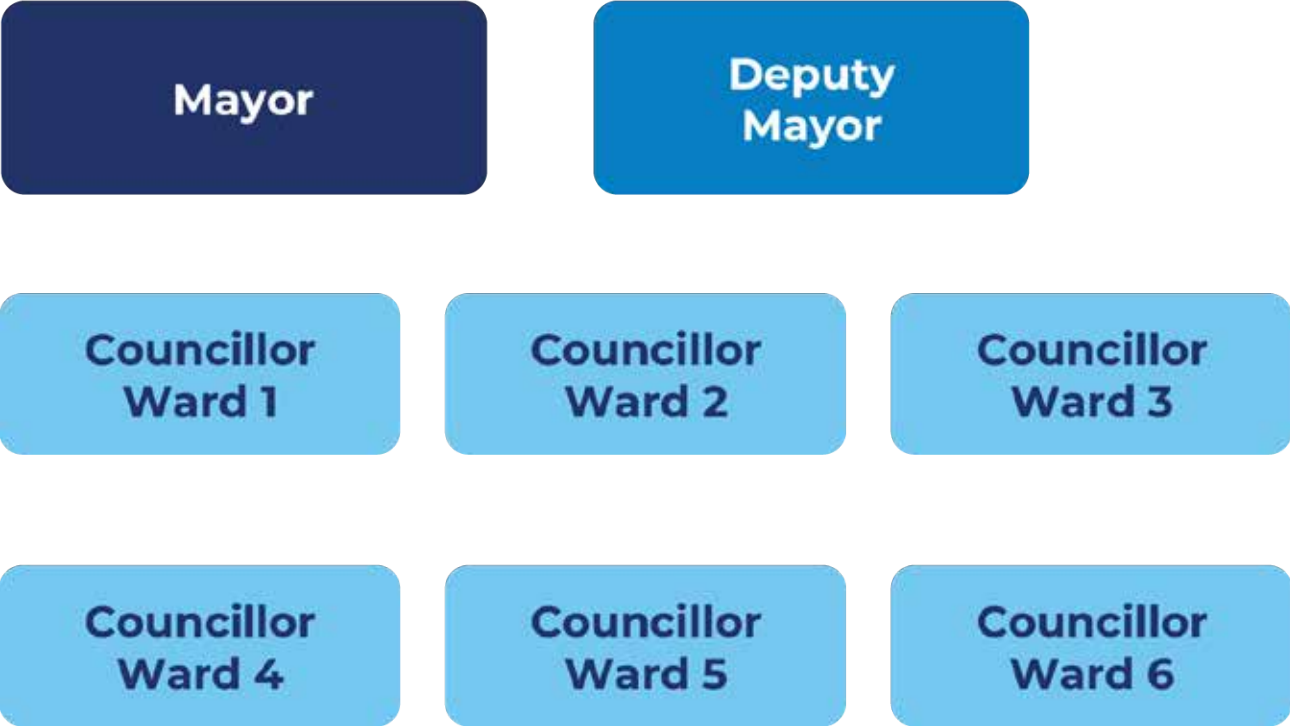 Mayor
Deputy
Mayor
Councillor
Ward 1
Councillor
Ward 2
Councillor
Ward 3
Councillor
Ward 4
Councillor
Ward 5
Councillor
Ward 6